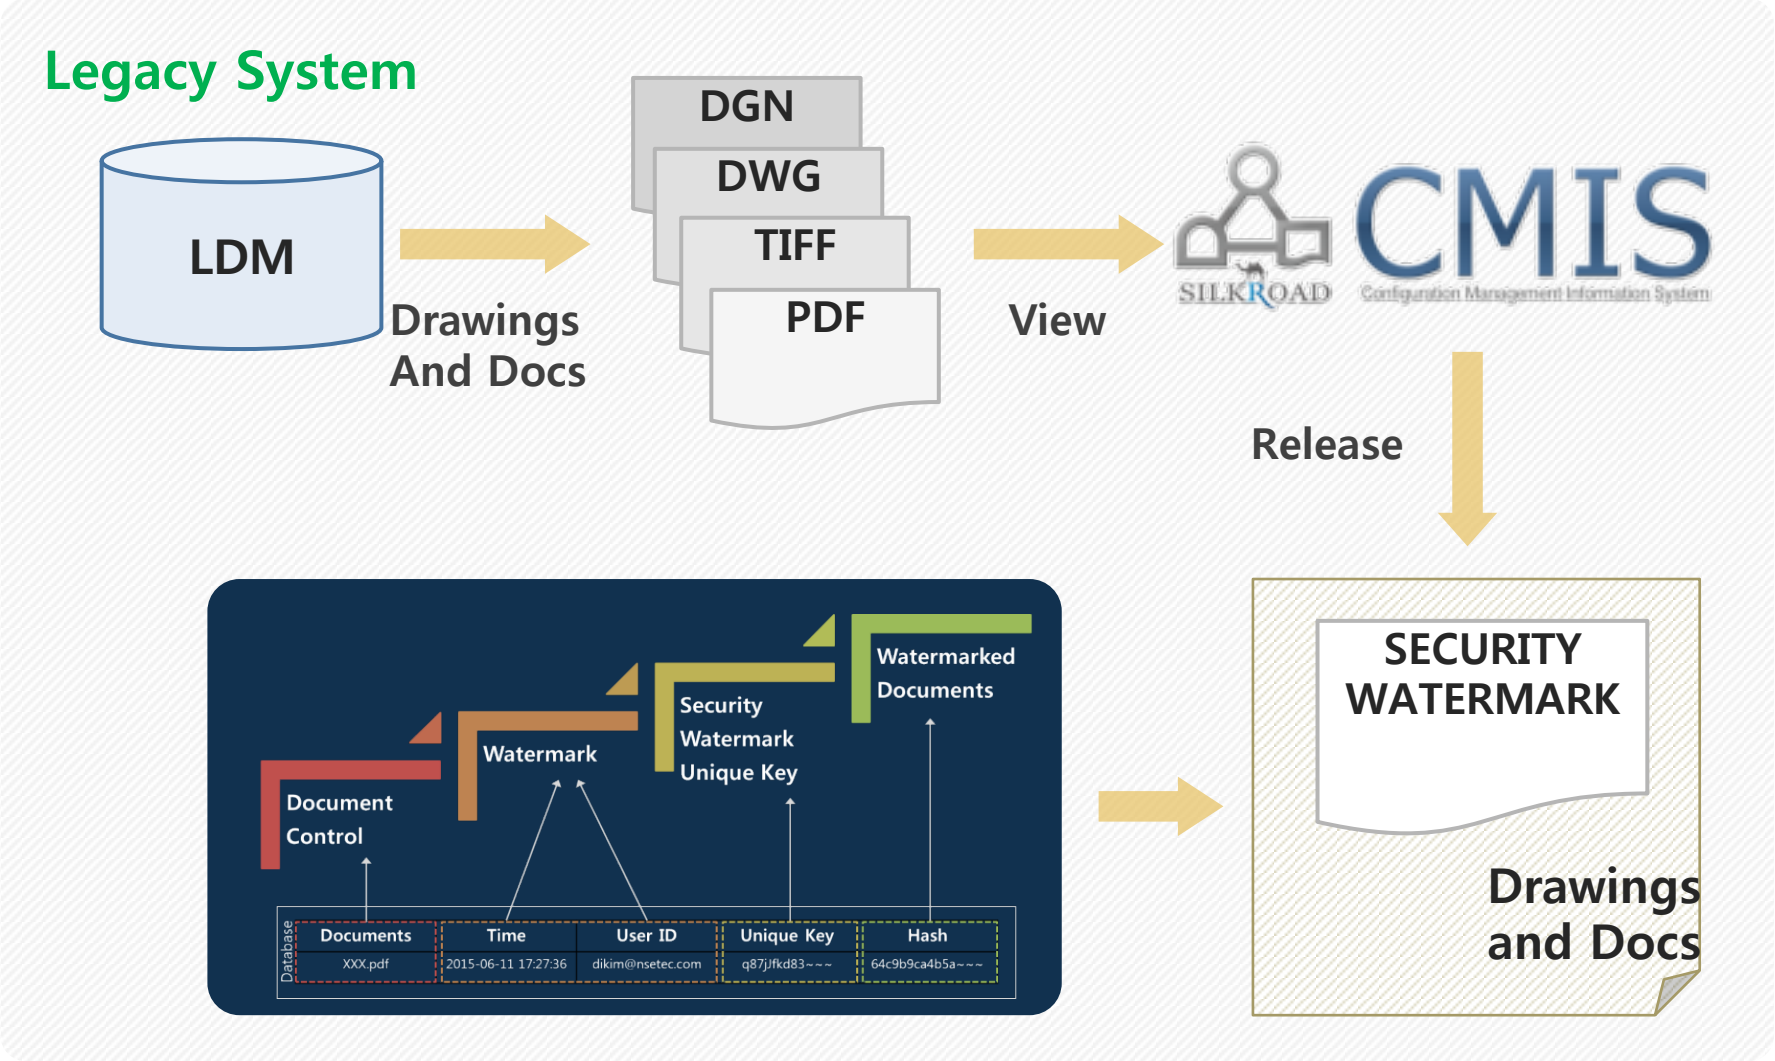 Legacy System
LDM
Drawings
And Docs
DGN
DWG
TIFF
PDF
View
SILKROAD
CMIS
Configuration Management Information System
Release
SECURITY
WATERMARK
Drawings
and Docs
Document
Control
Watermark
Security
Watermark
Unique Key
Watermarked
Documents
Database
Documents Time User ID Unique Key Hash
XXX.pdf 2015-06-11 17:27:36 dikim@nsetec.com q87jJfkd83~~~ 64c9b9ca4b5a~~~